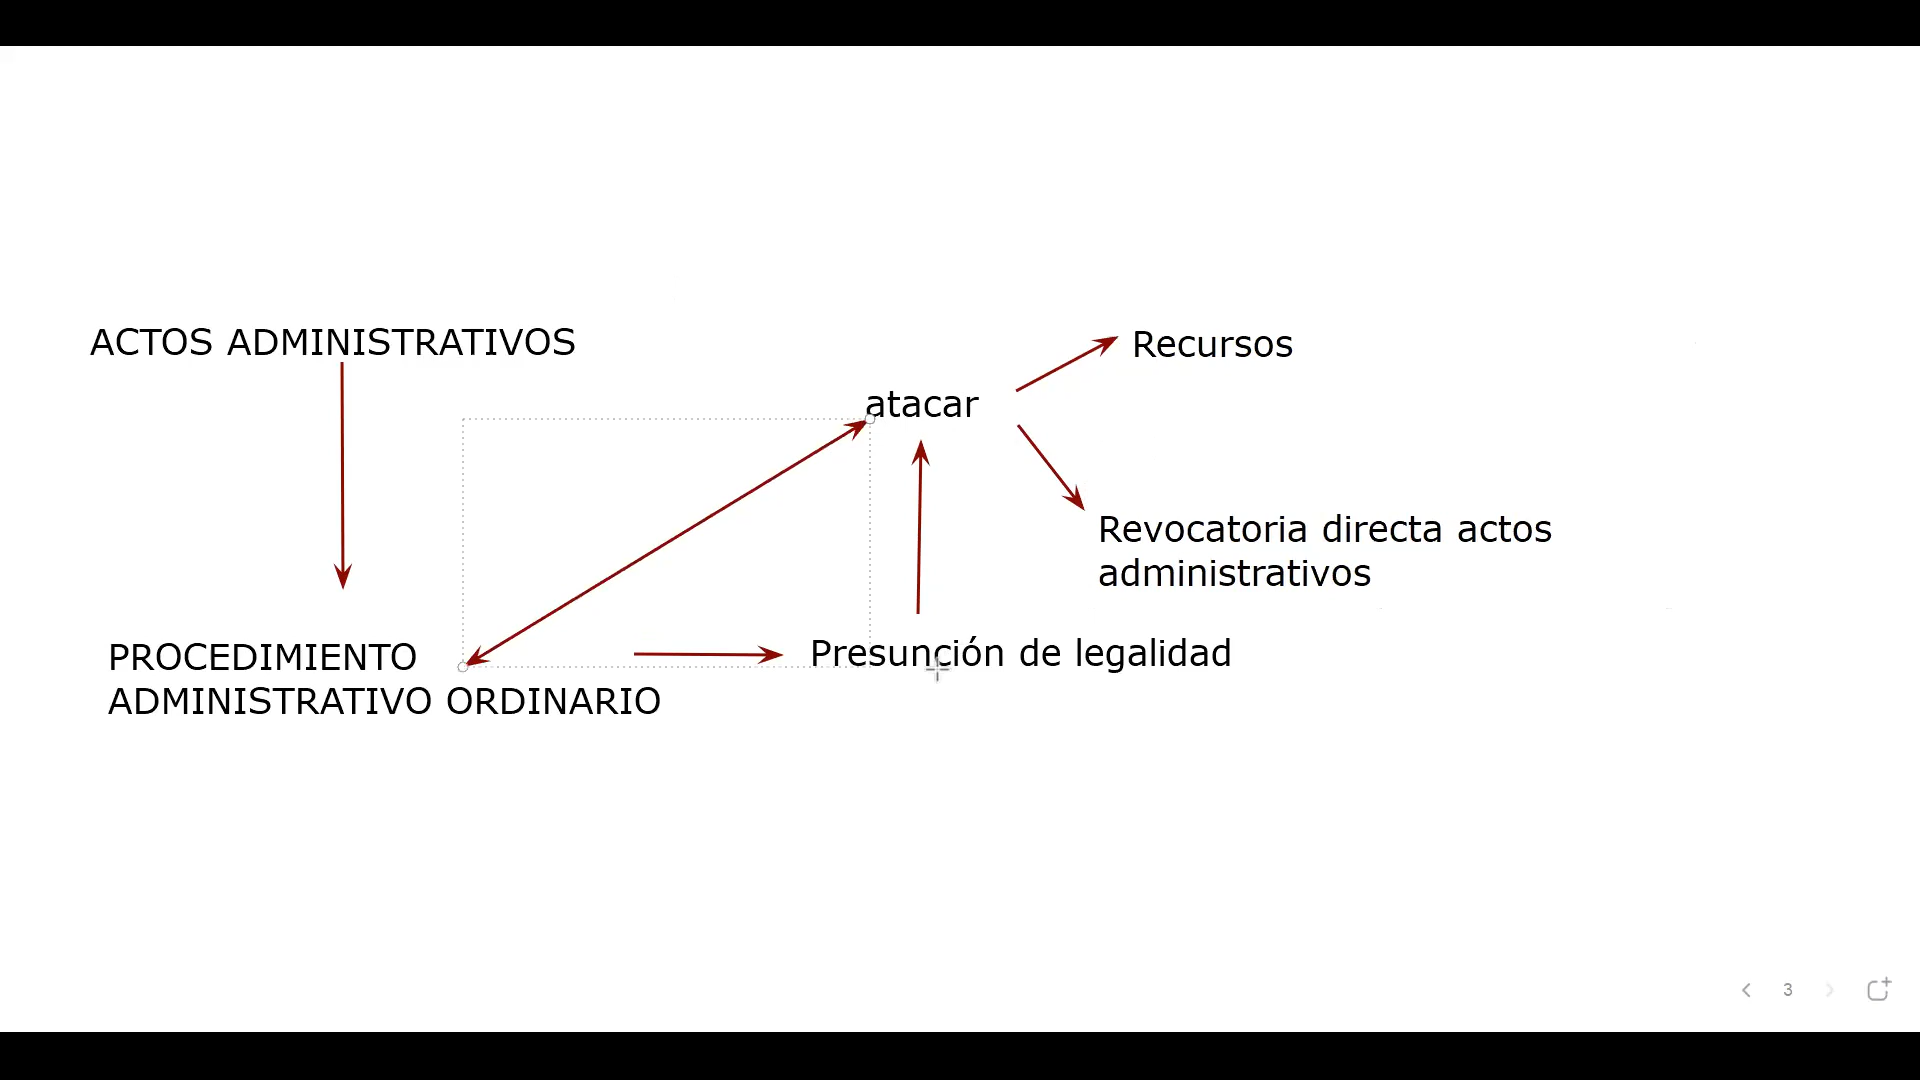 ACTOS ADMINISTRATIVOS
Recursos
atacar
Revocatoria directa actos
administrativos
PROCEDIMIENTO
ADMINISTRATIVO ORDINARIO
Presunción de legalidad
3